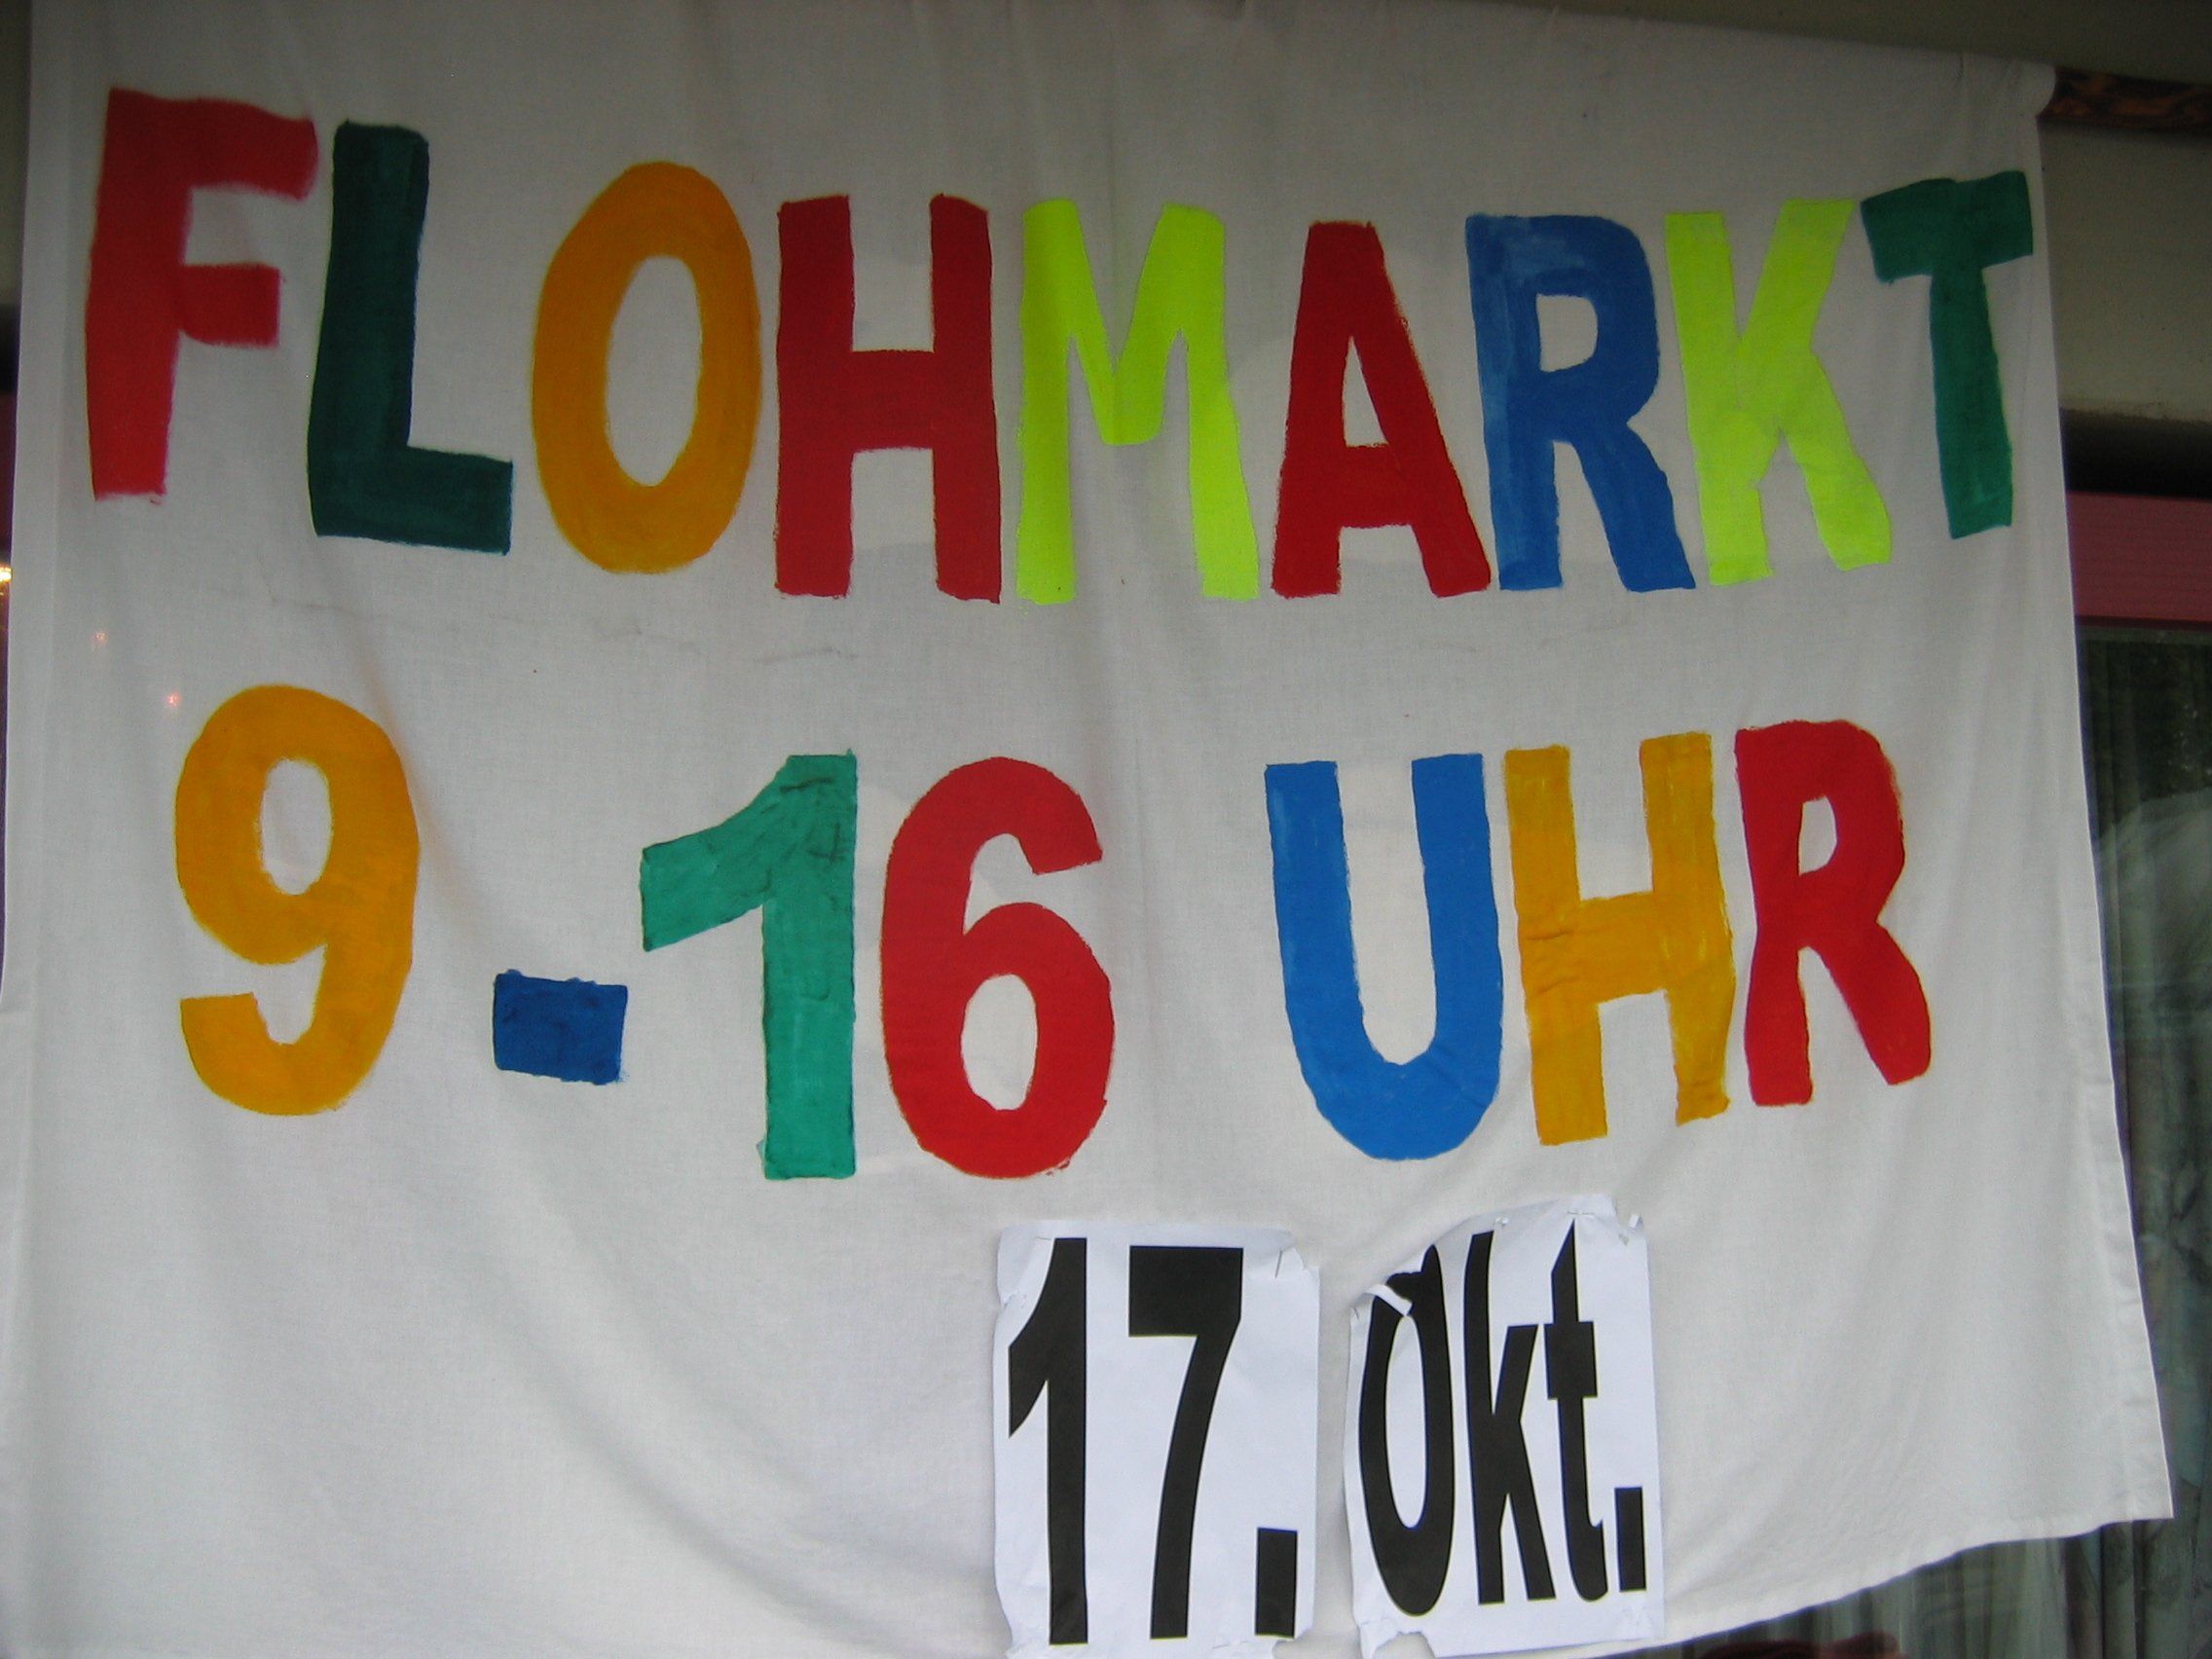 FLOHMARKT
9-16 UHR
17. Okt.